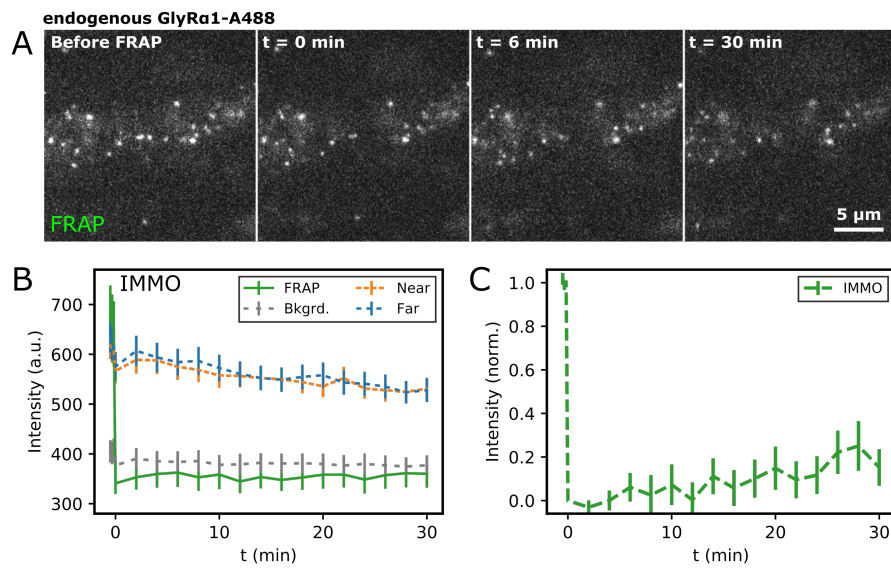 endogenous GlyRα1-A488
A
Before FRAP
t = 0 min
t = 6 min
t = 30 min
FRAP
5 µm
B
IMMO
FRAP
Bkgrd.
Near
Far
700
600
500
400
300
Intensity (a.u.)
0
10
20
30
t (min)
C
IMMO
1.0
0.8
0.6
0.4
0.2
0.0
Intensity (norm.)
0
10
20
30
t (min)